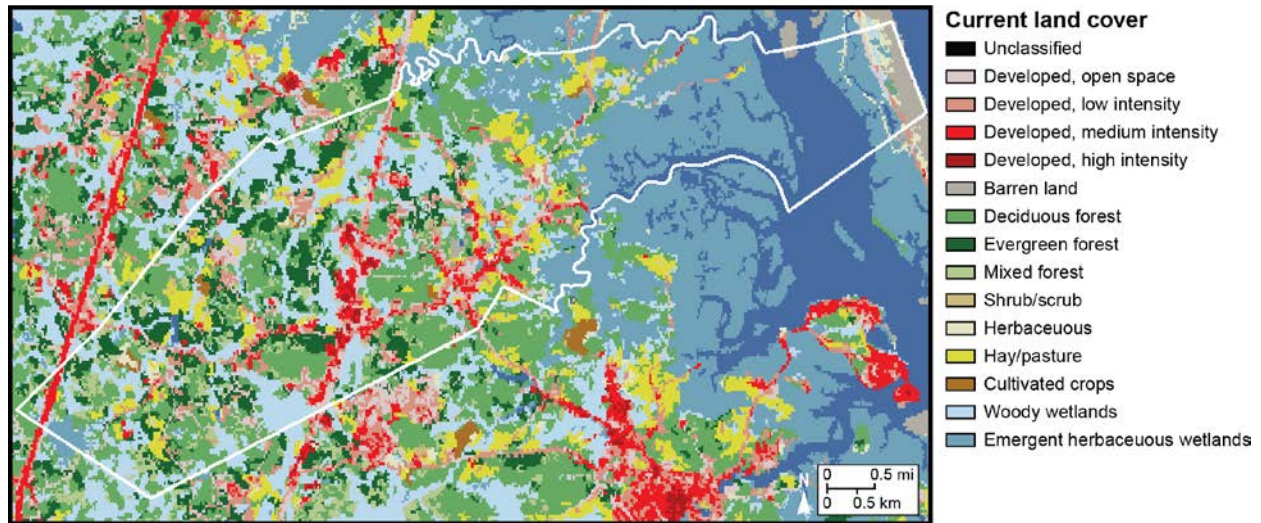 Current land cover
Unclassified
Developed, open space
Developed, low intensity
Developed, medium intensity
Developed, high intensity
Barren land
Deciduous forest
Evergreen forest
Mixed forest
Shrub/scrub
Herbaceuous
Hay/pasture
Cultivated crops
Woody wetlands
Emergent herbaceuous wetlands
N
0 0.5 mi
0 0.5 km